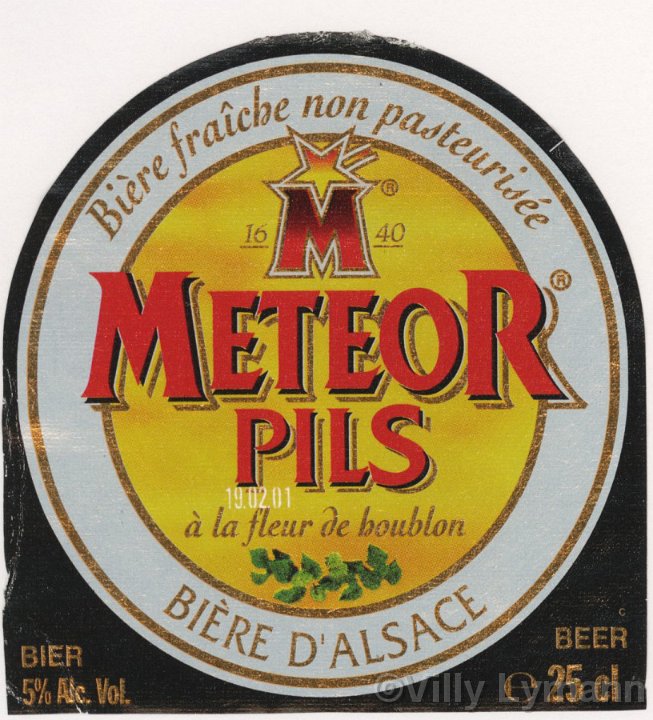 Bière fraîche non pasteurisée
M ®
16 40
METEOR®
PILS
19.02.01
à la fleur de houblon
BIÈRE D'ALSACE
BIER
5% Alc. Vol.
BEER
℮ 25 cl
©Villy Lymann